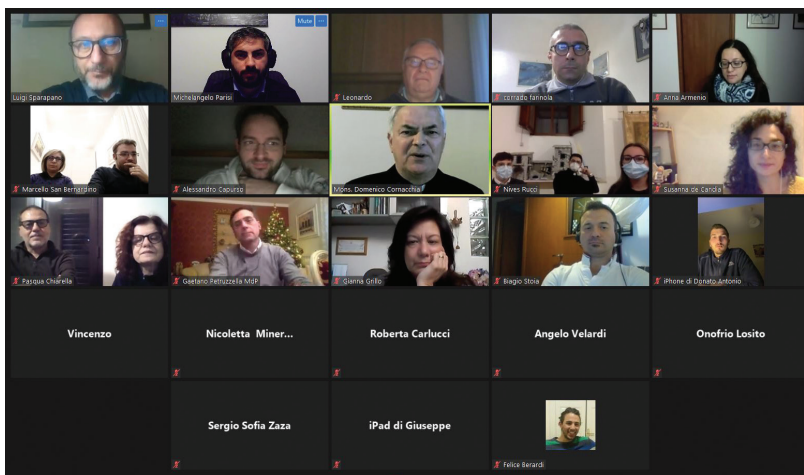 Mute
Luigi Sparapano
Michelangelo Parisi
Leonardo
corrado fannola
Anna Armenio
Marcello San Bernardino
Alessandro Capurso
Mons. Domenico Cornacchia
Nives Rucci
Susanna de Candia
Pasqua Chiarella
Gaetano Petruzzella MdP
Gianna Grillo
Biagio Stoia
iPhone di Donato Antonio
Vincenzo
Nicoletta Miner...
Roberta Carlucci
Angelo Velardi
Onofrio Losito
Sergio Sofia Zaza
iPad di Giuseppe
Felice Berardi